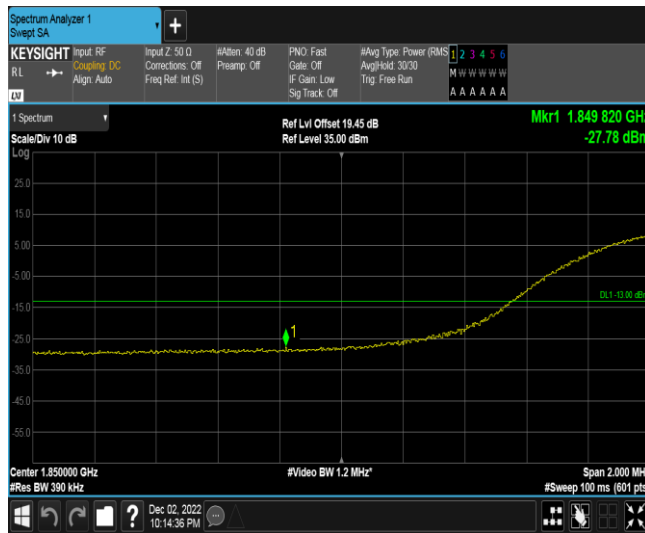 Spectrum Analyzer 1
Swept SA
+
KEYSIGHT
RL
LXI
Input: RF
Coupling: DC
Align: Auto
Input Z: 50 Ω
Corrections: Off
Freq Ref: Int (S)
#Atten: 40 dB
Preamp: Off
PNO: Fast
Gate: Off
IF Gain: Low
Sig Track: Off
#Avg Type: Power (RMS
Avg|Hold: 30/30
Trig: Free Run
1 2 3 4 5 6
M W W W W W
A A A A A A
1 Spectrum
Scale/Div 10 dB
Log
Ref Lvl Offset 19.45 dB
Ref Level 35.00 dBm
Mkr1 1.849 820 GHz
-27.78 dBm
25.0
15.0
5.00
-5.00
-15.0
-25.0
-35.0
-45.0
-55.0
DL1 -13.00 dBm
1
Center 1.850000 GHz
#Res BW 390 kHz
#Video BW 1.2 MHz*
Span 2.000 MH
#Sweep 100 ms (601 pts
?
Dec 02, 2022
10:14:36 PM